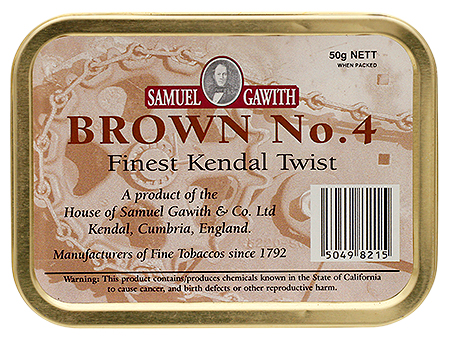 50g NETT
WHEN PACKED
SAMUEL GAWITH
BROWN No.4
Finest Kendal Twist
A product of the
House of Samuel Gawith & Co. Ltd
Kendal, Cumbria, England.
Manufacturers of Fine Tobaccos since 1792
5049 8215
Warning: This product contains/produces chemicals known in the State of California
to cause cancer, and birth defects or other reproductive harm.